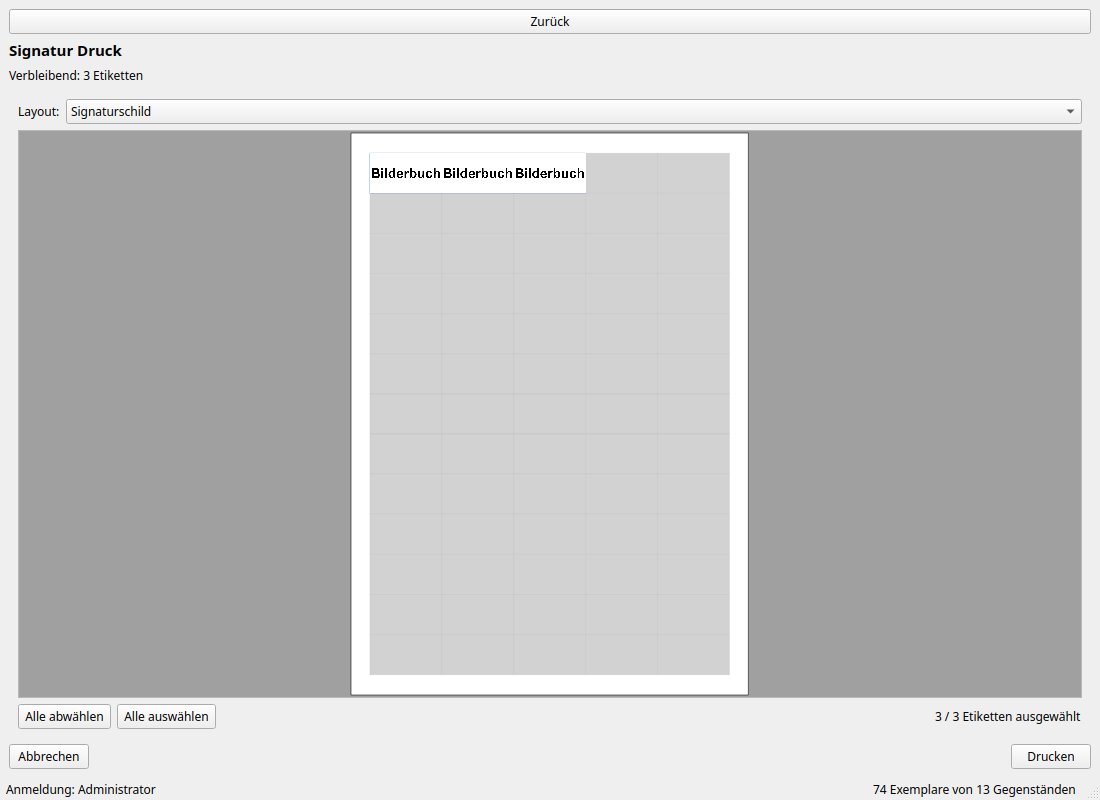 Zurück
Signatur Druck
Verbleibend: 3 Etiketten
Layout: Signaturschild
Bilderbuch Bilderbuch Bilderbuch
Alle abwählen Alle auswählen 3 / 3 Etiketten ausgewählt
Abbrechen Drucken
Anmeldung: Administrator 74 Exemplare von 13 Gegenständen